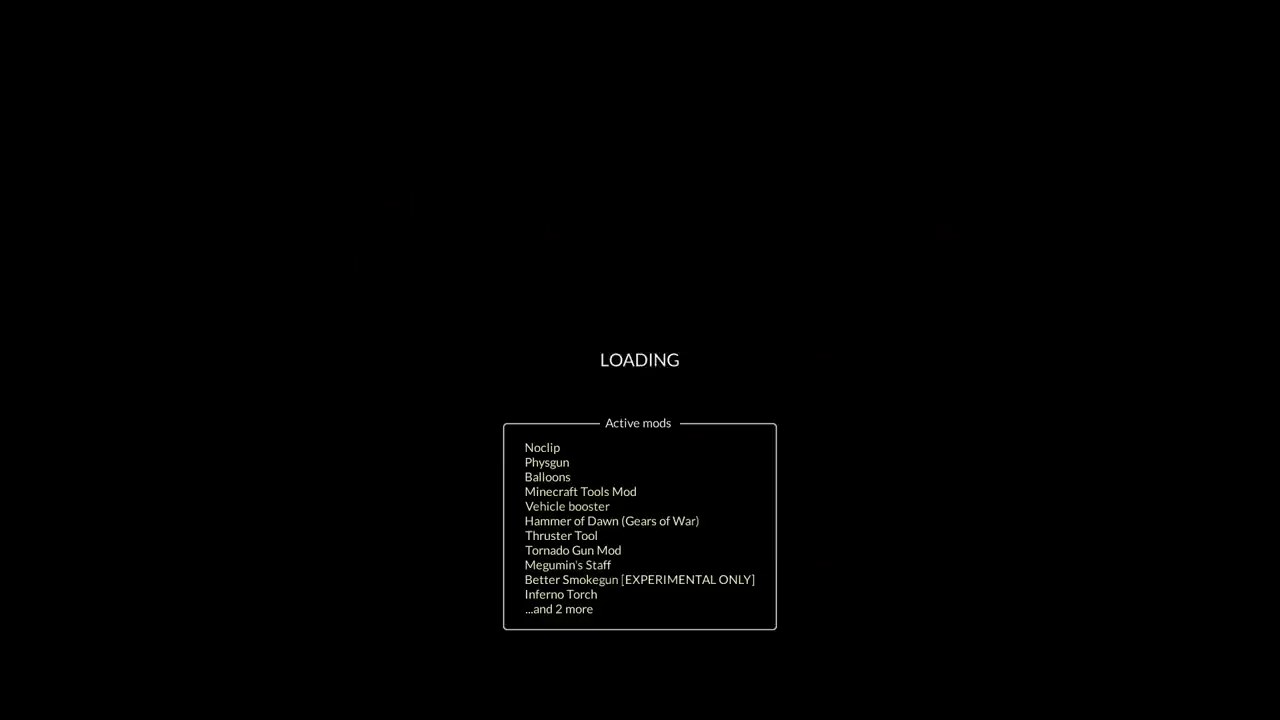 LOADING
Active mods
Noclip
Physgun
Balloons
Minecraft Tools Mod
Vehicle booster
Hammer of Dawn (Gears of War)
Thruster Tool
Tornado Gun Mod
Megumin's Staff
Better Smokegun [EXPERIMENTAL ONLY]
Inferno Torch
...and 2 more